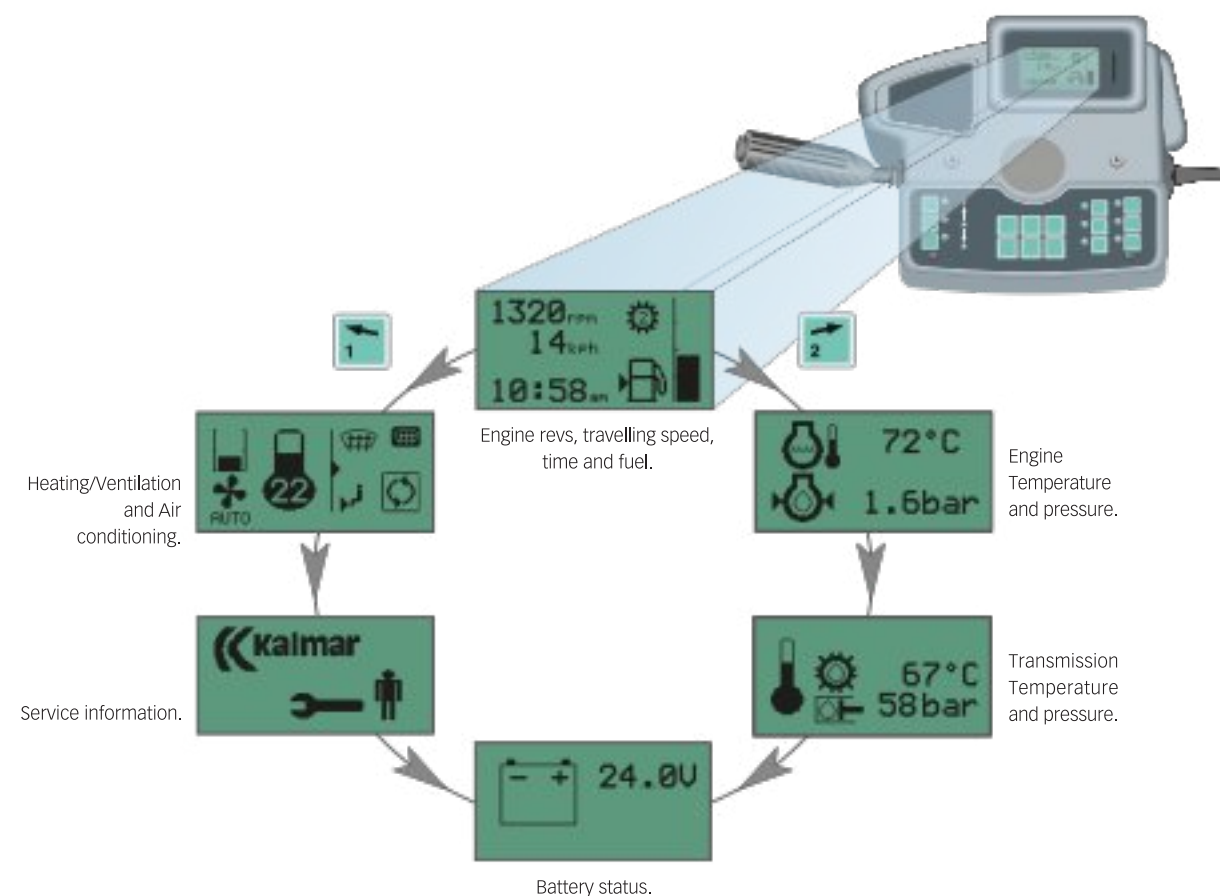 1320rpm
2
14kph
10:58am
1
2
Engine revs, travelling speed,
time and fuel.
22
AUTO
Heating/Ventilation
and Air
conditioning.
72°C
1.6bar
Engine
Temperature
and pressure.
Kalmar
Service information.
67°C
58bar
Transmission
Temperature
and pressure.
- +
24.0V
Battery status.